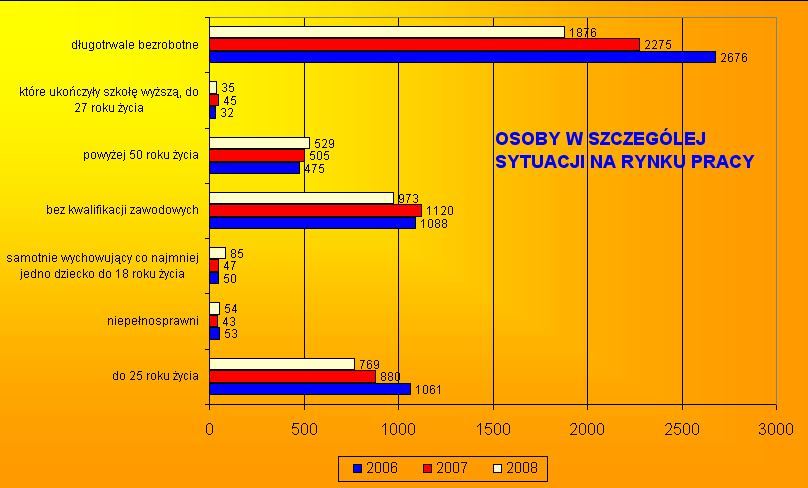 długotrwale bezrobotne
1876
2275
2676
które ukończyły szkołę wyższą, do
27 roku życia
35
45
32
powyżej 50 roku życia
529
505
475
OSOBY W SZCZEGÓLEJ
SYTUACJI NA RYNKU PRACY
bez kwalifikacji zawodowych
973
1120
1088
samotnie wychowujący co najmniej
jedno dziecko do 18 roku życia
85
47
50
niepełnosprawni
54
43
53
do 25 roku życia
769
880
1061
0 500 1000 1500 2000 2500 3000
2006 2007 2008